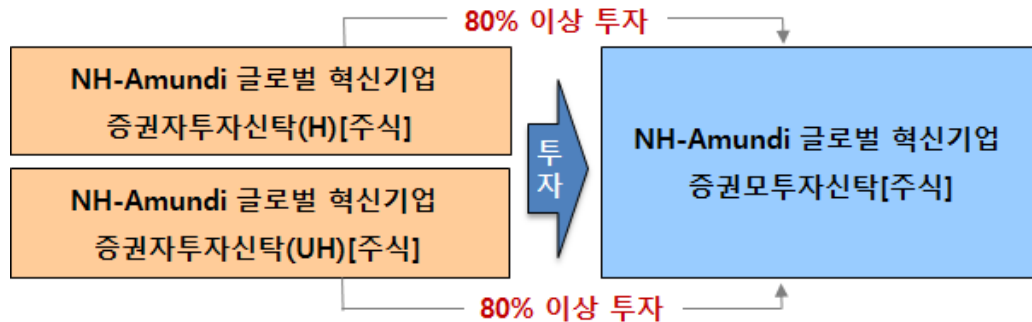 80% 이상 투자
NH-Amundi 글로벌 혁신기업
증권자투자신탁(H)[주식]
NH-Amundi 글로벌 혁신기업
증권자투자신탁(UH)[주식]
투
자
NH-Amundi 글로벌 혁신기업
증권모투자신탁[주식]
80% 이상 투자